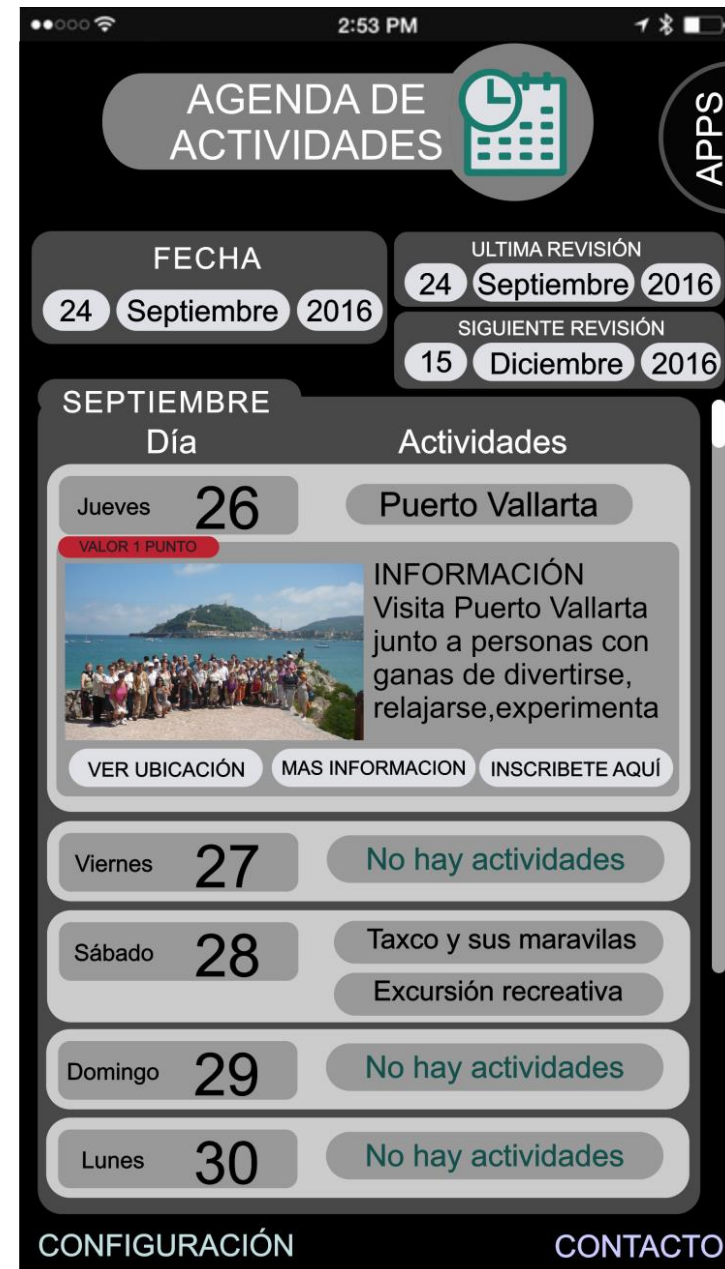 2:53 PM
AGENDA DE
ACTIVIDADES
APPS
FECHA
24 Septiembre 2016
ULTIMA REVISIÓN
24 Septiembre 2016
SIGUIENTE REVISIÓN
15 Diciembre 2016
SEPTIEMBRE
Día Actividades
Jueves 26 Puerto Vallarta
VALOR 1 PUNTO
INFORMACIÓN
Visita Puerto Vallarta
junto a personas con
ganas de divertirse,
relajarse,experimenta
VER UBICACIÓN MAS INFORMACION INSCRIBETE AQUÍ
Viernes 27 No hay actividades
Sábado 28 Taxco y sus maravilas
Excursión recreativa
Domingo 29 No hay actividades
Lunes 30 No hay actividades
CONFIGURACIÓN CONTACTO